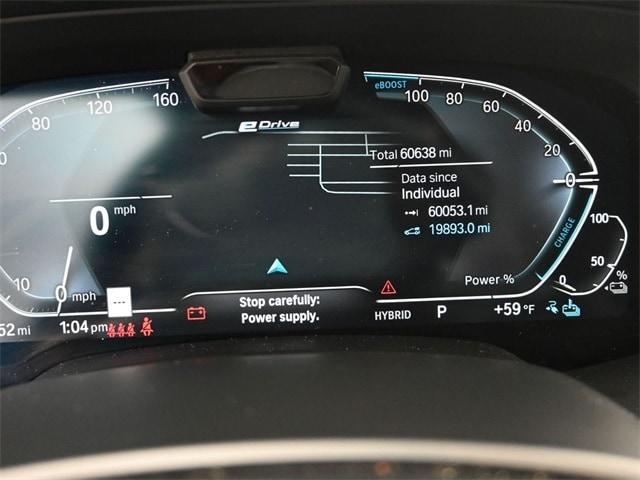 eBOOST
80 120 160
100 80 60 40 20 0
eDrive
Total 60638 mi
Data since
Individual
60053.1 mi
19893.0 mi
0 mph
CHARGE
100
50
0
%
Power %
10
0 mph
---
Stop carefully:
Power supply.
52 mi
1:04 pm
HYBRID
P
+59 °F